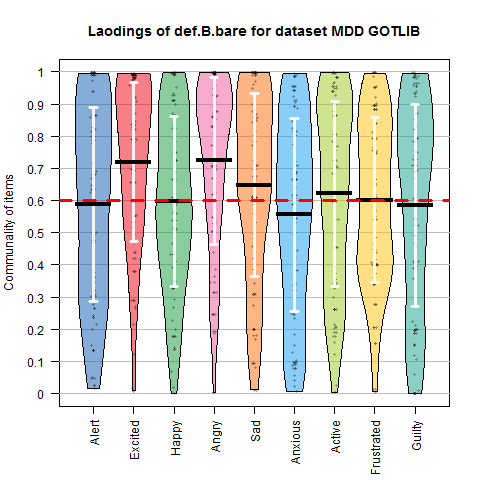 Laodings of def.B.bare for dataset MDD GOTLIB
Communality of items
1
0.9
0.8
0.7
0.6
0.5
0.4
0.3
0.2
0.1
0
Alert
Excited
Happy
Angry
Sad
Anxious
Active
Frustrated
Guilty